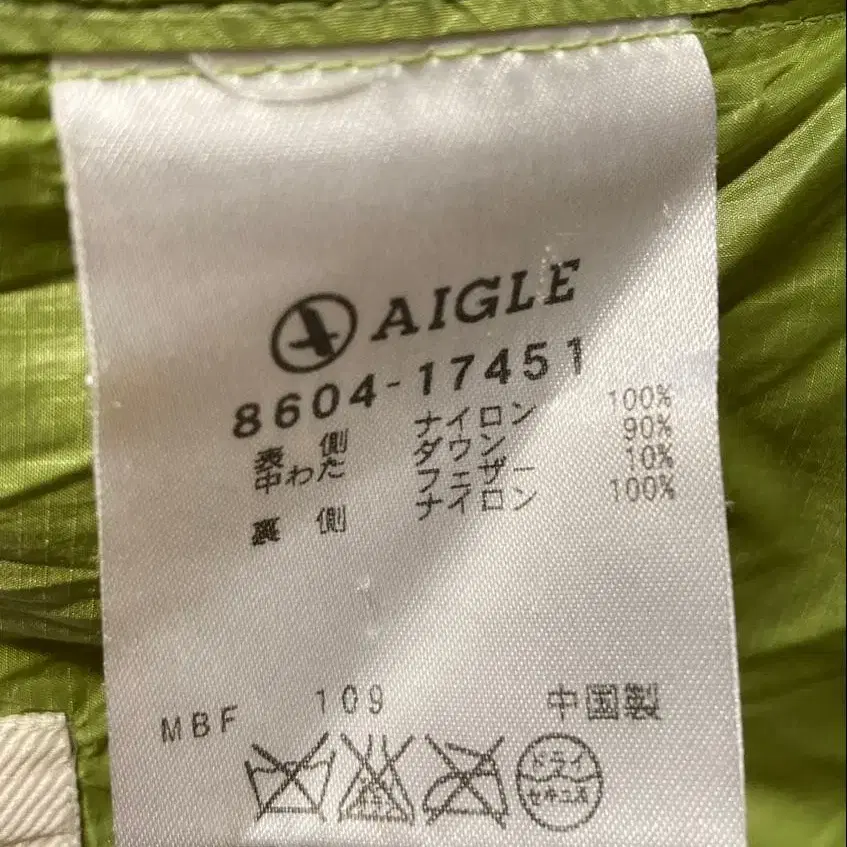 AIGLE
8604-17451
表側 ナイロン 100%
中わた ダウン 90%
フェザー 10%
裏側 ナイロン 100%
MBF 109 中国製
ドライ
セキユ系